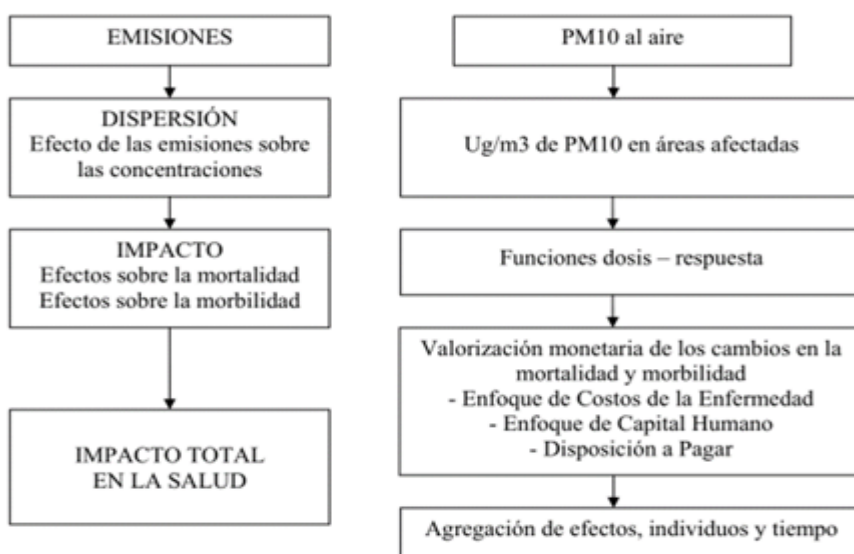 EMISIONES
DISPERSIÓN
Efecto de las emisiones sobre
las concentraciones
IMPACTO
Efectos sobre la mortalidad
Efectos sobre la morbilidad
IMPACTO TOTAL
EN LA SALUD
PM10 al aire
Ug/m3 de PM10 en áreas afectadas
Funciones dosis – respuesta
Valorización monetaria de los cambios en la
mortalidad y morbilidad
- Enfoque de Costos de la Enfermedad
- Enfoque de Capital Humano
- Disposición a Pagar
Agregación de efectos, individuos y tiempo